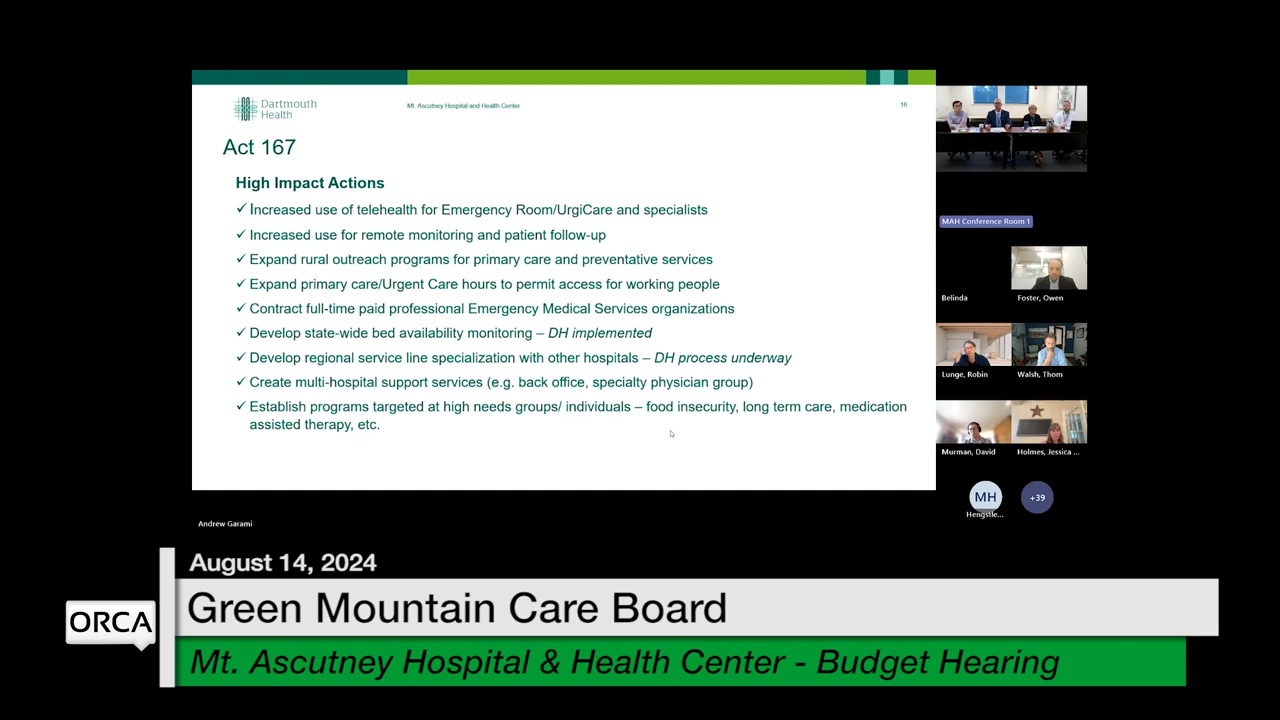 Dartmouth
Health
Mt. Ascutney Hospital and Health Center
16
Act 167
High Impact Actions
✓ Increased use of telehealth for Emergency Room/UrgiCare and specialists
✓ Increased use for remote monitoring and patient follow-up
✓ Expand rural outreach programs for primary care and preventative services
✓ Expand primary care/Urgent Care hours to permit access for working people
✓ Contract full-time paid professional Emergency Medical Services organizations
✓ Develop state-wide bed availability monitoring – DH implemented
✓ Develop regional service line specialization with other hospitals – DH process underway
✓ Create multi-hospital support services (e.g. back office, specialty physician group)
✓ Establish programs targeted at high needs groups/ individuals – food insecurity, long term care, medication
assisted therapy, etc.
MAH Conference Room 1
Belinda
Foster, Owen
Lunge, Robin
Walsh, Thom
Murman, David
Holmes, Jessica ...
MH
+39
Hengstle...
Andrew Garami
August 14, 2024
ORCA
Green Mountain Care Board
Mt. Ascutney Hospital & Health Center - Budget Hearing